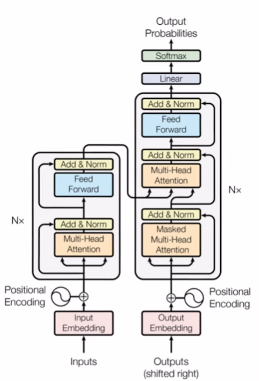 Output
Probabilities
Softmax
Linear
Add & Norm
Feed
Forward
Add & Norm
Multi-Head
Attention
Add & Norm
Masked
Multi-Head
Attention
N×
Add & Norm
Feed
Forward
Add & Norm
Multi-Head
Attention
N×
Positional
Encoding
Positional
Encoding
Input
Embedding
Output
Embedding
Inputs
Outputs
(shifted right)